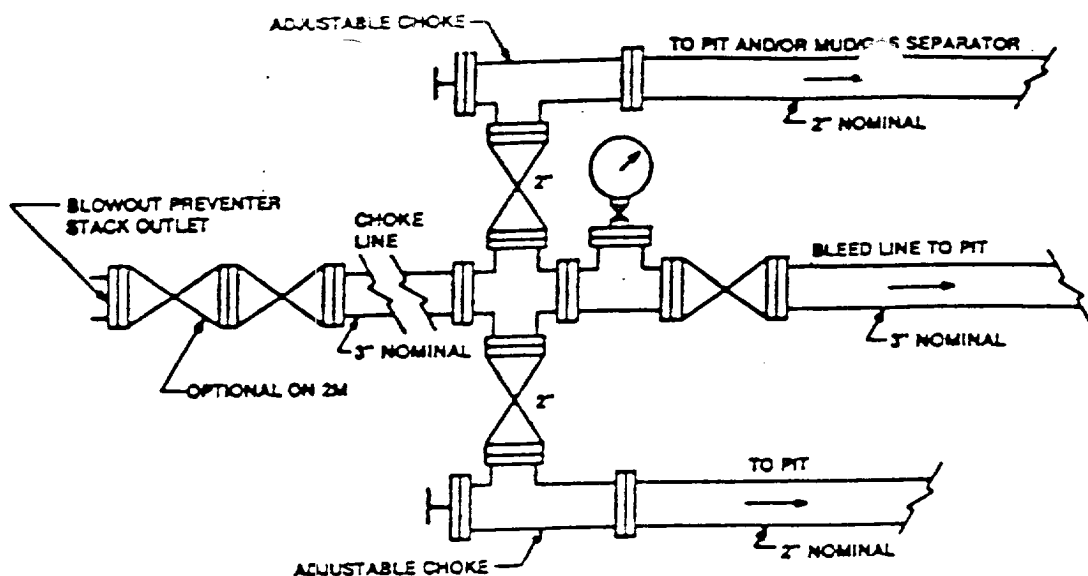 ADJUSTABLE CHOKE
TO PIT AND/OR MUD/GAS SEPARATOR
2" NOMINAL
2"
BLOWOUT PREVENTER
STACK OUTLET
CHOKE
LINE
BLEED LINE TO PIT
3" NOMINAL
3" NOMINAL
OPTIONAL ON 2M
2"
TO PIT
2" NOMINAL
ADJUSTABLE CHOKE